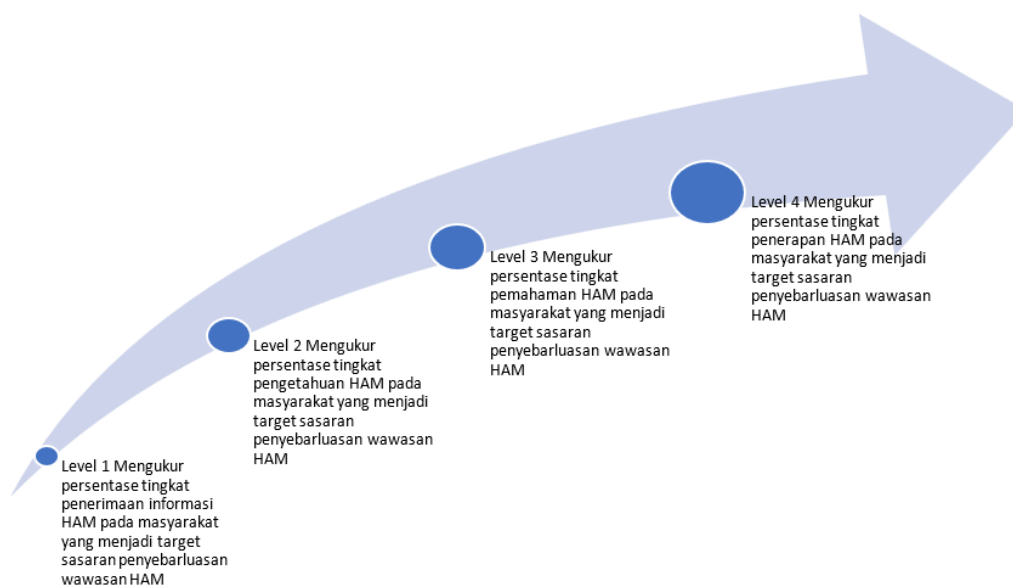 Level 1 Mengukur
persentase tingkat
penerimaan informasi
HAM pada masyarakat
yang menjadi target
sasaran penyebarluasan
wawasan HAM
Level 2 Mengukur
persentase tingkat
pengetahuan HAM pada
masyarakat yang menjadi
target sasaran
penyebarluasan wawasan
HAM
Level 3 Mengukur
persentase tingkat
pemahaman HAM pada
masyarakat yang menjadi
target sasaran
penyebarluasan wawasan
HAM
Level 4 Mengukur
persentase tingkat
penerapan HAM pada
masyarakat yang menjadi
target sasaran
penyebarluasan wawasan
HAM